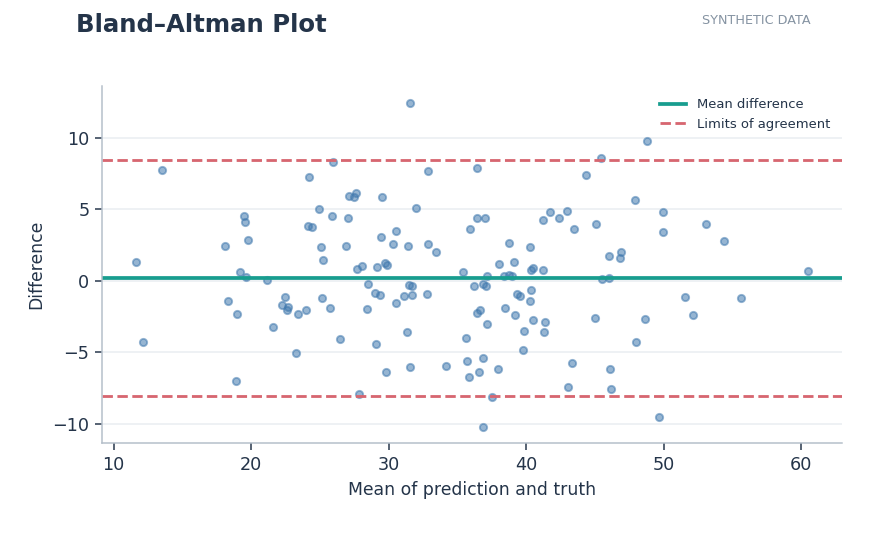 Bland–Altman Plot
SYNTHETIC DATA
Mean difference
Limits of agreement
Difference
10
5
0
−5
−10
10 20 30 40 50 60
Mean of prediction and truth